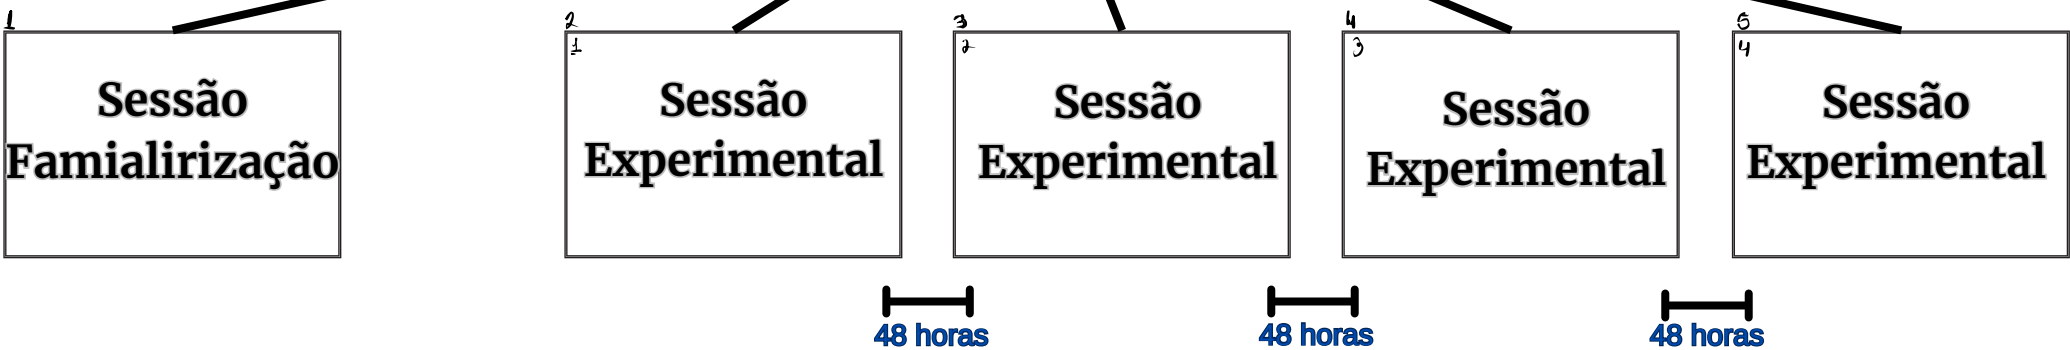 1
2
3
4
5
1
2
3
4
Sessão
Famialirização
Sessão
Experimental
Sessão
Experimental
Sessão
Experimental
Sessão
Experimental
48 horas
48 horas
48 horas